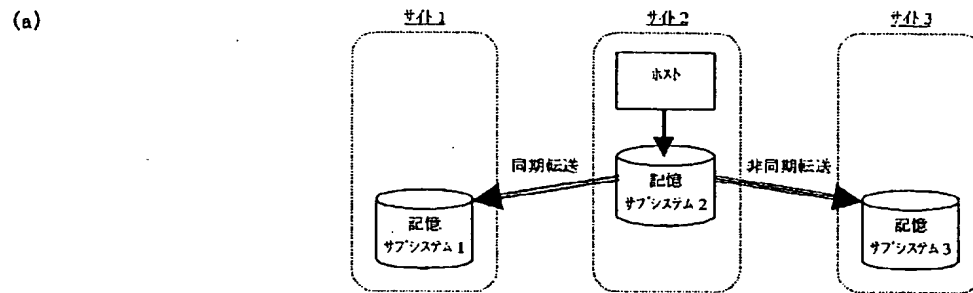 (a)
サイト1
サイト2
サイト3
ホスト
同期転送
非同期転送
記憶
サブシステム2
記憶
サブシステム1
記憶
サブシステム3